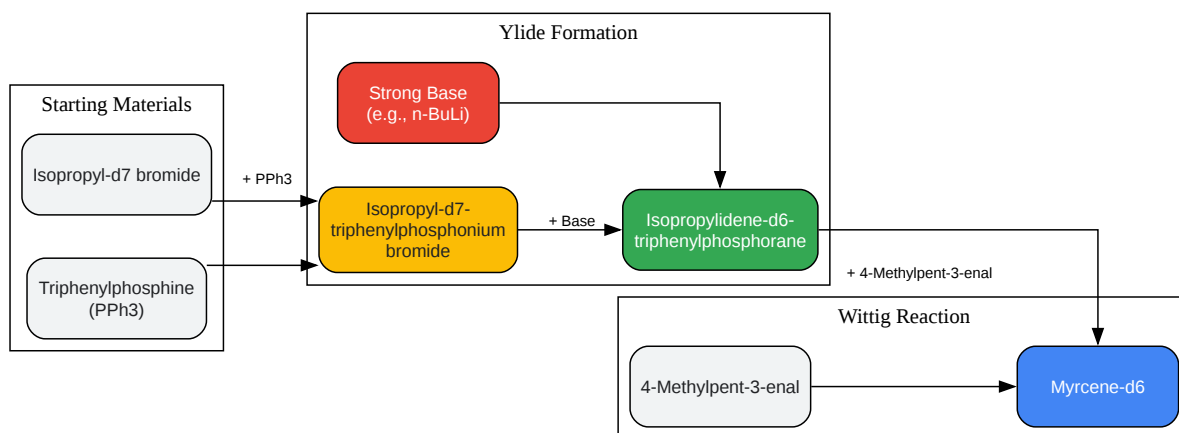 Ylide Formation
Strong Base
(e.g., n-BuLi)
Starting Materials
Isopropyl-d7 bromide
+ PPh3
Isopropyl-d7-
triphenylphosphonium
bromide
+ Base
Isopropylidene-d6-
triphenylphosphorane
Triphenylphosphine
(PPh3)
+ 4-Methylpent-3-enal
Wittig Reaction
4-Methylpent-3-enal
Myrcene-d6